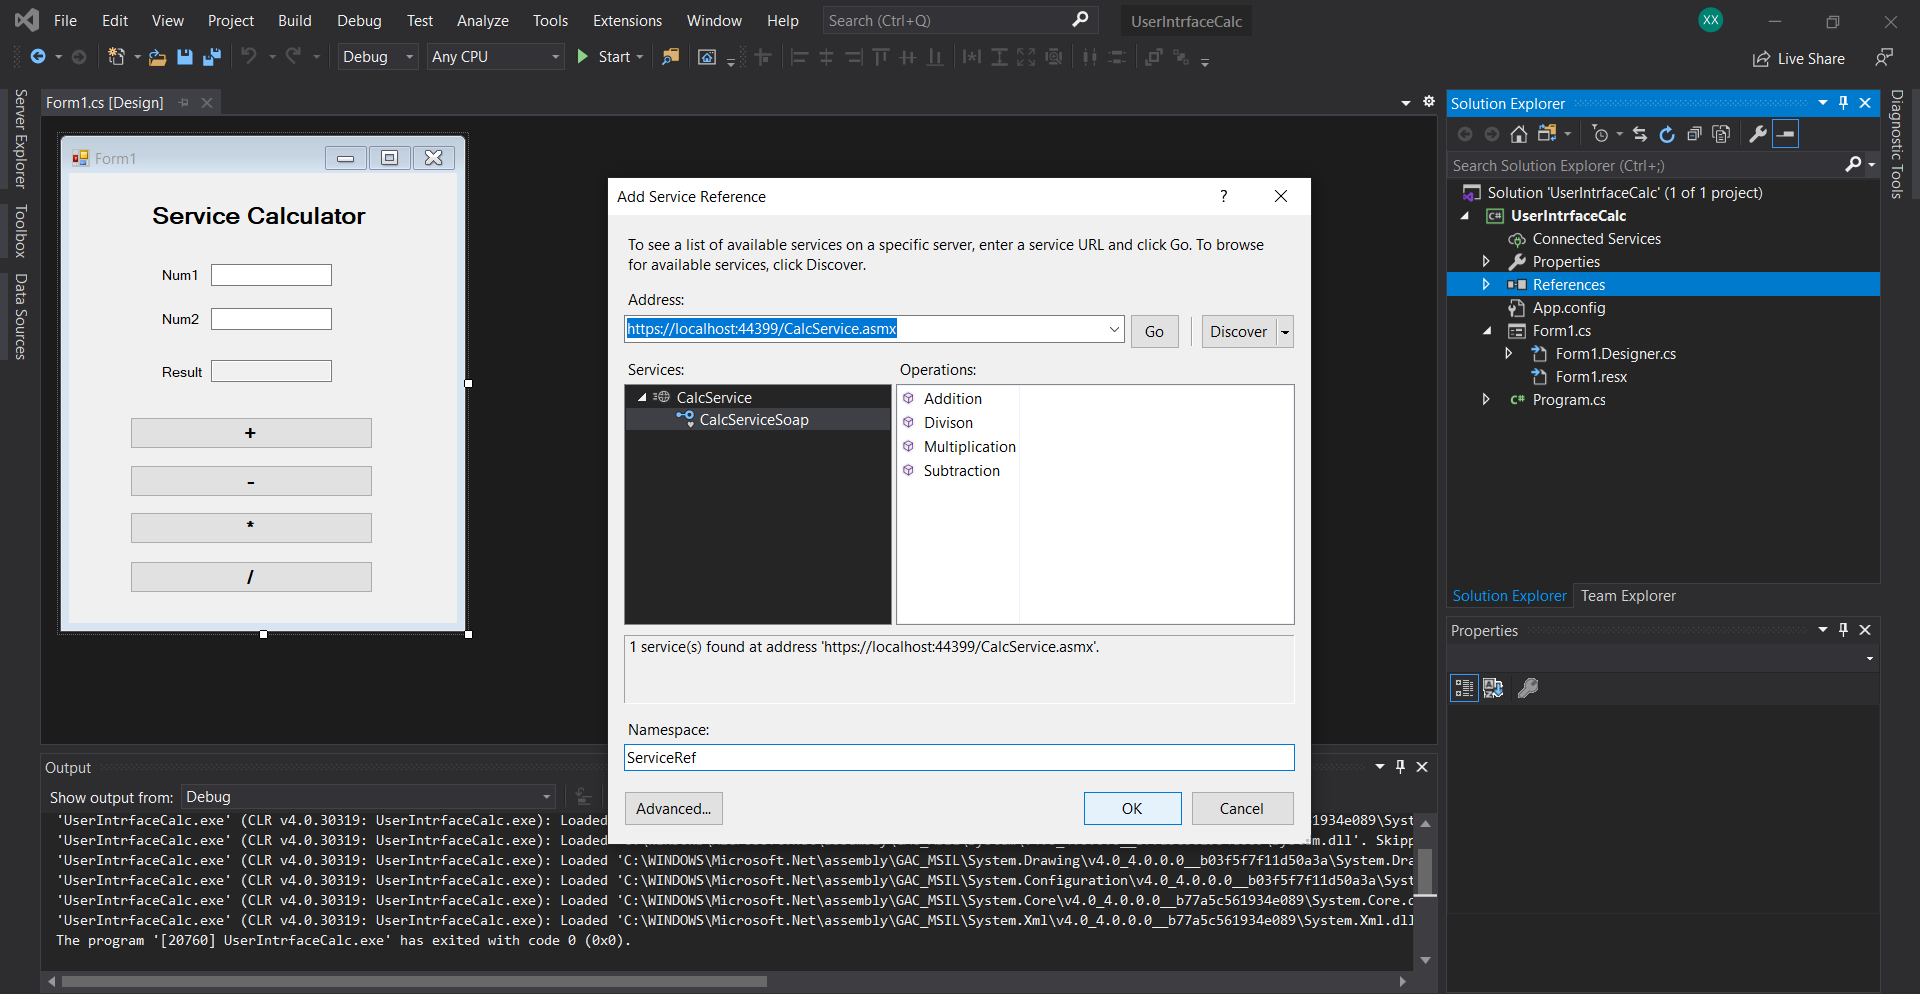 File Edit View Project Build Debug Test Analyze Tools Extensions Window Help Search (Ctrl+Q) UserIntrfaceCalc XX
Debug Any CPU Start Live Share
Server Explorer
Toolbox
Data Sources
Form1.cs [Design]
Form1
Service Calculator
Num1
Num2
Result
+
-
*
/
Add Service Reference ?
To see a list of available services on a specific server, enter a service URL and click Go. To browse
for available services, click Discover.
Address:
https://localhost:44399/CalcService.asmx Go Discover
Services: Operations:
CalcService
CalcServiceSoap
Addition
Divison
Multiplication
Subtraction
1 service(s) found at address 'https://localhost:44399/CalcService.asmx'.
Namespace:
ServiceRef
Advanced... OK Cancel
Solution Explorer
Search Solution Explorer (Ctrl+;)
Solution 'UserIntrfaceCalc' (1 of 1 project)
C# UserIntrfaceCalc
Connected Services
Properties
References
App.config
Form1.cs
Form1.Designer.cs
Form1.resx
C# Program.cs
Solution Explorer Team Explorer
Properties
Diagnostic Tools
Output
Show output from: Debug
'UserIntrfaceCalc.exe' (CLR v4.0.30319: UserIntrfaceCalc.exe): Loaded 1934e089\Syst
'UserIntrfaceCalc.exe' (CLR v4.0.30319: UserIntrfaceCalc.exe): Loaded m.dll'. Skipp
'UserIntrfaceCalc.exe' (CLR v4.0.30319: UserIntrfaceCalc.exe): Loaded 'C:\WINDOWS\Microsoft.Net\assembly\GAC_MSIL\System.Drawing\v4.0_4.0.0.0__b03f5f7f11d50a3a\System.Dra
'UserIntrfaceCalc.exe' (CLR v4.0.30319: UserIntrfaceCalc.exe): Loaded 'C:\WINDOWS\Microsoft.Net\assembly\GAC_MSIL\System.Configuration\v4.0_4.0.0.0__b03f5f7f11d50a3a\Syst
'UserIntrfaceCalc.exe' (CLR v4.0.30319: UserIntrfaceCalc.exe): Loaded 'C:\WINDOWS\Microsoft.Net\assembly\GAC_MSIL\System.Core\v4.0_4.0.0.0__b77a5c561934e089\System.Core.d
'UserIntrfaceCalc.exe' (CLR v4.0.30319: UserIntrfaceCalc.exe): Loaded 'C:\WINDOWS\Microsoft.Net\assembly\GAC_MSIL\System.Xml\v4.0_4.0.0.0__b77a5c561934e089\System.Xml.dll
The program '[20760] UserIntrfaceCalc.exe' has exited with code 0 (0x0).